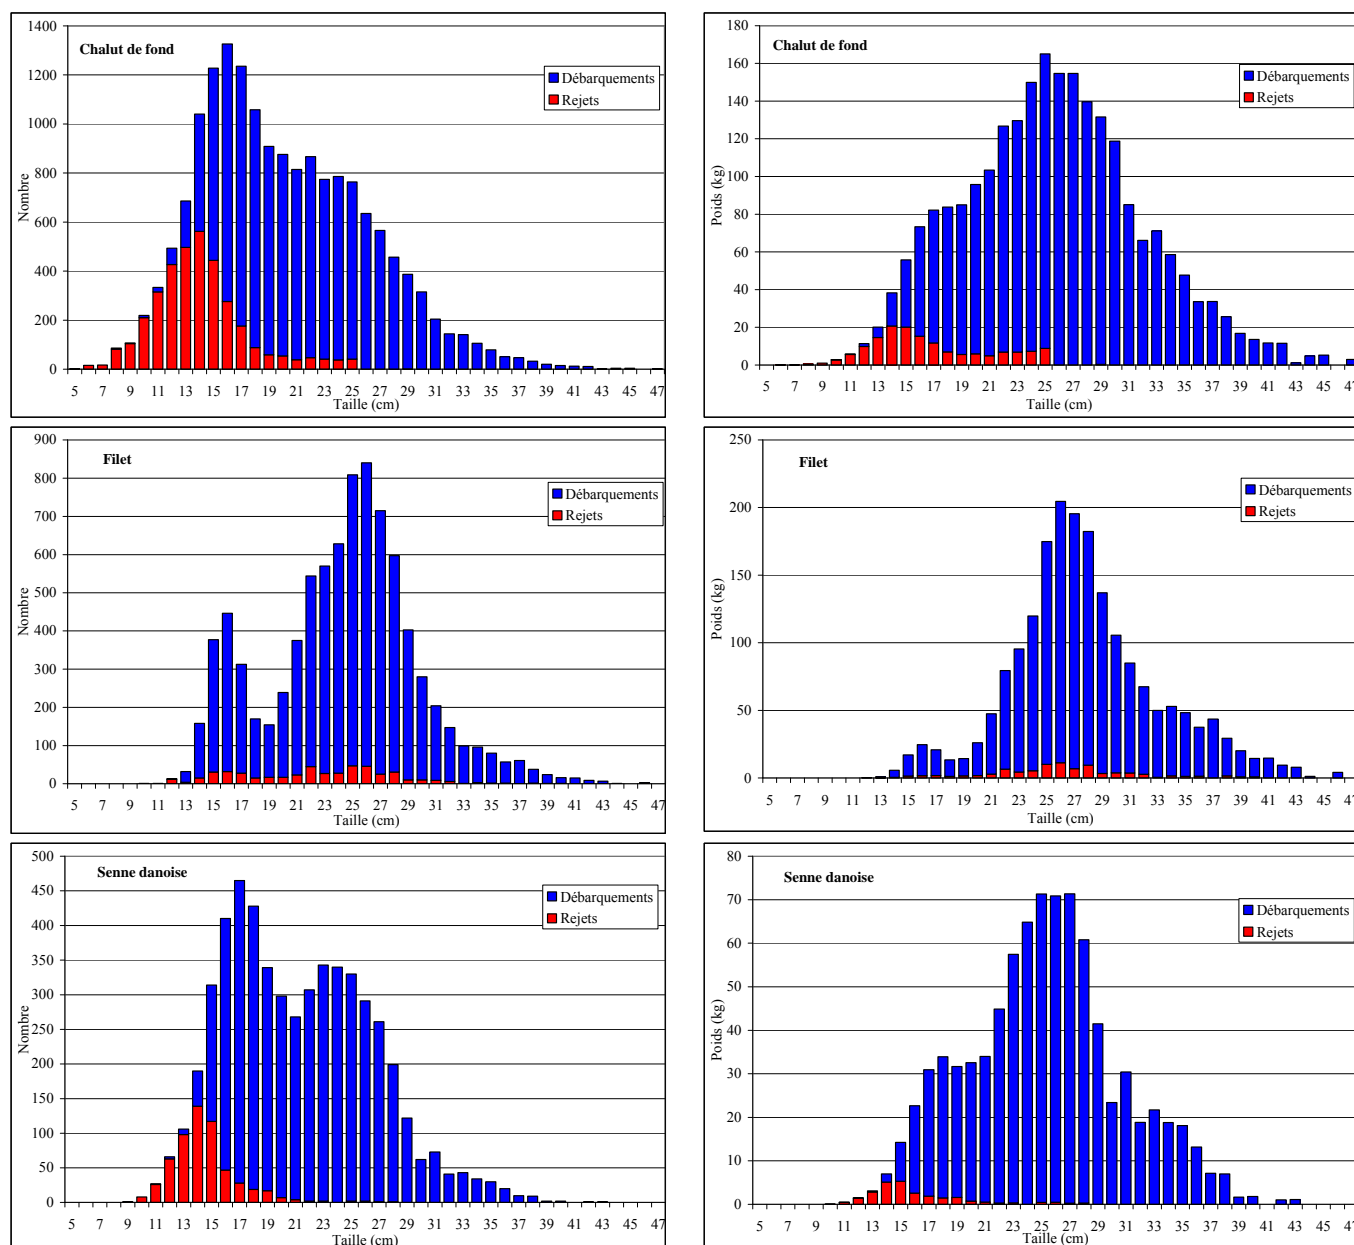 Chalut de fond
Débarquements
Rejets
Nombre
1400
1200
1000
800
600
400
200
0
5 7 9 11 13 15 17 19 21 23 25 27 29 31 33 35 37 39 41 43 45 47
Taille (cm)
Chalut de fond
Débarquements
Rejets
Poids (kg)
180
160
140
120
100
80
60
40
20
0
5 7 9 11 13 15 17 19 21 23 25 27 29 31 33 35 37 39 41 43 45 47
Taille (cm)
Filet
Débarquements
Rejets
Nombre
900
800
700
600
500
400
300
200
100
0
5 7 9 11 13 15 17 19 21 23 25 27 29 31 33 35 37 39 41 43 45 47
Taille (cm)
Filet
Débarquements
Rejets
Poids (kg)
250
200
150
100
50
0
5 7 9 11 13 15 17 19 21 23 25 27 29 31 33 35 37 39 41 43 45 47
Taille (cm)
Senne danoise
Débarquements
Rejets
Nombre
500
450
400
350
300
250
200
150
100
50
0
5 7 9 11 13 15 17 19 21 23 25 27 29 31 33 35 37 39 41 43 45 47
Taille (cm)
Senne danoise
Débarquements
Rejets
Poids (kg)
80
70
60
50
40
30
20
10
0
5 7 9 11 13 15 17 19 21 23 25 27 29 31 33 35 37 39 41 43 45 47
Taille (cm)